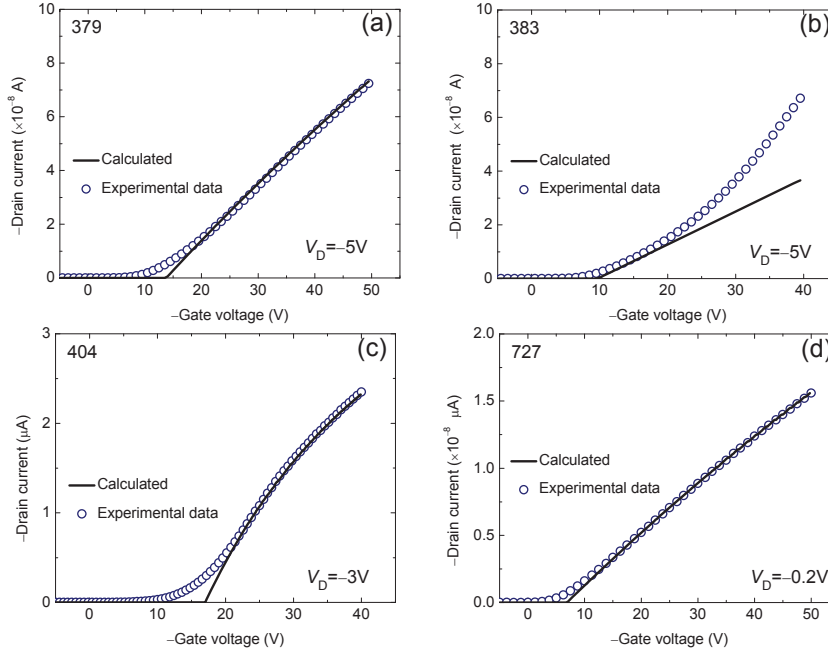 379
(a)
10
8
6
4
2
0
−Drain current (×10⁻⁸ A)
Calculated
Experimental data
V_D=−5V
0 10 20 30 40 50
−Gate voltage (V)
383
(b)
10
8
6
4
2
0
−Drain current (×10⁻⁸ A)
Calculated
Experimental data
V_D=−5V
0 10 20 30 40
−Gate voltage (V)
404
(c)
3
2
1
0
−Drain current (μA)
Calculated
Experimental data
V_D=−3V
0 10 20 30 40
−Gate voltage (V)
727
(d)
2.0
1.5
1.0
0.5
0.0
−Drain current (×10⁻⁸ μA)
Calculated
Experimental data
V_D=−0.2V
0 10 20 30 40 50
−Gate voltage (V)